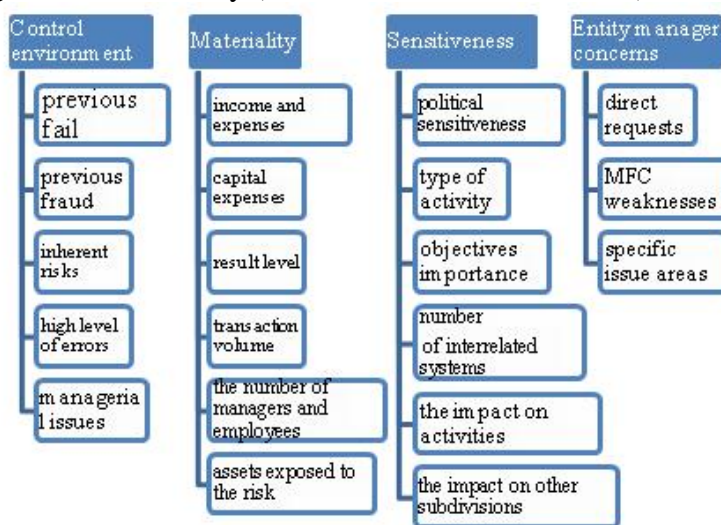 Control
environment
previous
fail
previous
fraud
inherent
risks
high level
of errors
manageria
l issues
Materiality
income and
expenses
capital
expenses
result level
transaction
volume
the number of
managers and
employees
assets exposed to
the risk
Sensitiveness
political
sensitiveness
type of
activity
objectives
importance
number
of interrelated
systems
the impact on
activities
the impact on other
subdivisions
Entity manager
concerns
direct
requests
MFC
weaknesses
specific
issue areas